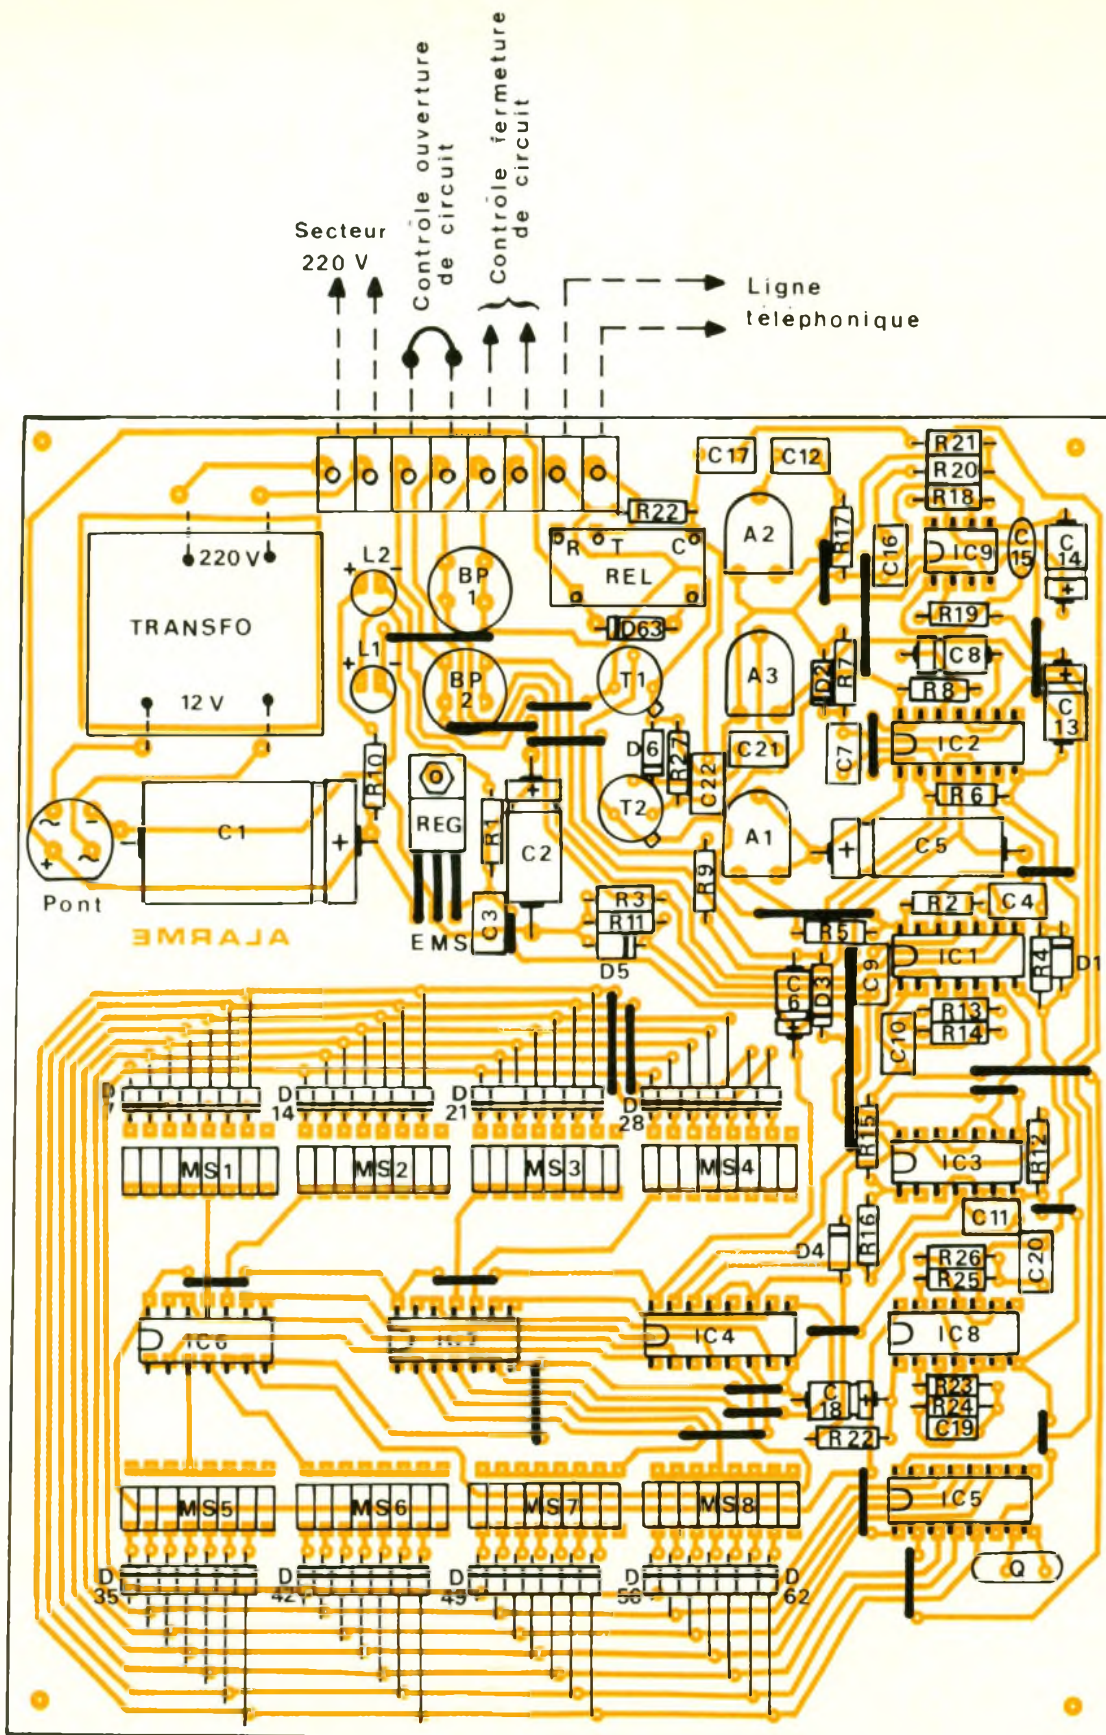 Contrôle ouverture
de circuit
Contrôle fermeture
de circuit
Secteur
220 V
Ligne
téléphonique
R21
C17
C12
R20
R18
R22
A2
R17
C16
IC9
C
15
C
14
+
220 V
L2
+ -
BP
1
R T C
REL
TRANSFO
R19
D63
L1
+ -
BP
2
T1
A3
D2
R7
C8
R8
+
C
13
12 V
D6
R27
C21
C7
IC2
R10
C22
R6
REG
T2
+
C1
+
-
R1
C2
A1
+
C5
~ -
+ ~
Pont
R9
R3
R11
R2
C4
ALARME
E M S
C3
D5
R5
IC1
R4
D1
C
6
+
D3
C9
R13
R14
C10
D
7
D
14
D
21
D
28
R15
R12
MS1
MS2
MS3
MS4
IC3
C11
D4
R16
R26
R25
C20
IC6
IC4
IC8
C
18
+
R23
R24
C19
R22
MS5
MS6
MS7
MS8
IC5
D
35
D
42
D
49
D
56
D
62
Q